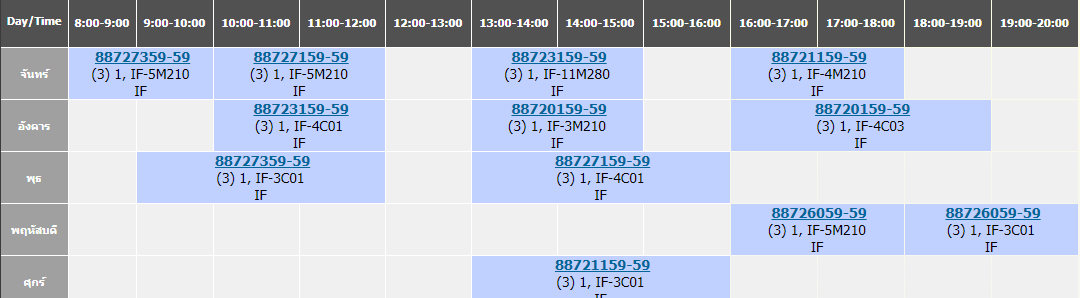 Day/Time 8:00-9:00 9:00-10:00 10:00-11:00 11:00-12:00 12:00-13:00 13:00-14:00 14:00-15:00 15:00-16:00 16:00-17:00 17:00-18:00 18:00-19:00 19:00-20:00
88727359-59 88727159-59 88723159-59 88721159-59
จันทร์ (3) 1, IF-5M210 (3) 1, IF-5M210 (3) 1, IF-11M280 (3) 1, IF-4M210
IF IF IF IF
88723159-59 88720159-59 88720159-59
อังคาร (3) 1, IF-4C01 (3) 1, IF-3M210 (3) 1, IF-4C03
IF IF IF
88727359-59 88727159-59
พุธ (3) 1, IF-3C01 (3) 1, IF-4C01
IF IF
88726059-59 88726059-59
พฤหัสบดี (3) 1, IF-5M210 (3) 1, IF-3C01
IF IF
88721159-59
ศุกร์ (3) 1, IF-3C01
IF